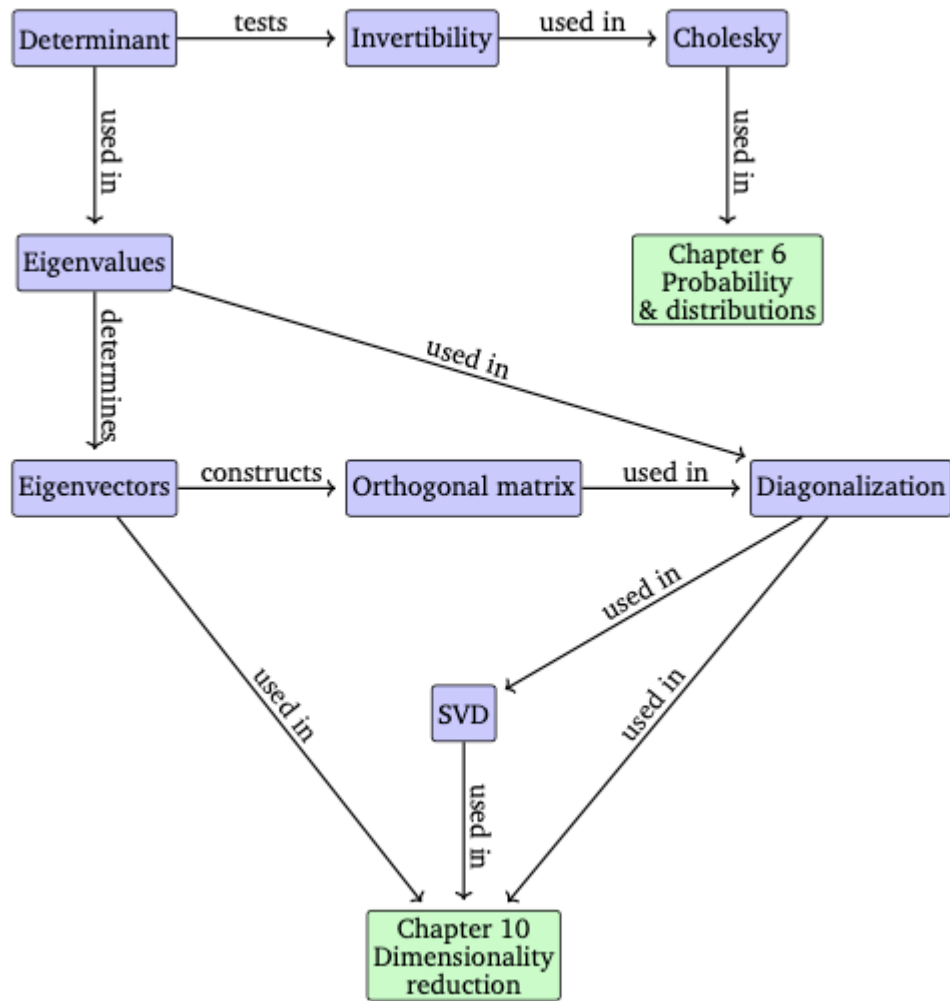 Determinant
tests
Invertibility
used in
Cholesky
used in
used in
Eigenvalues
Chapter 6
Probability
& distributions
determines
used in
Eigenvectors
constructs
Orthogonal matrix
used in
Diagonalization
used in
used in
used in
SVD
used in
Chapter 10
Dimensionality
reduction